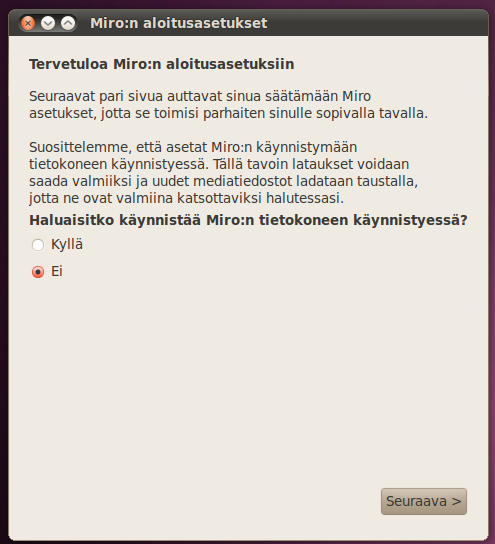 Miro:n aloitusasetukset
Tervetuloa Miro:n aloitusasetuksiin
Seuraavat pari sivua auttavat sinua säätämään Miro
asetukset, jotta se toimisi parhaiten sinulle sopivalla tavalla.
Suosittelemme, että asetat Miro:n käynnistymään
tietokoneen käynnistyessä. Tällä tavoin lataukset voidaan
saada valmiiksi ja uudet mediatiedostot ladataan taustalla,
jotta ne ovat valmiina katsottaviksi halutessasi.
Haluaisitko käynnistää Miro:n tietokoneen käynnistyessä?
Kyllä
Ei
Seuraava >